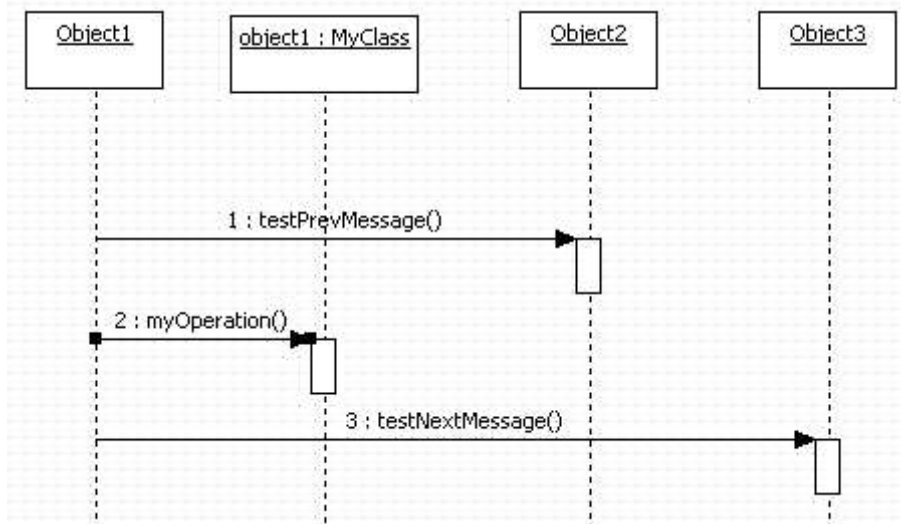 Object1
object1 : MyClass
Object2
Object3
1 : testPrevMessage()
2 : myOperation()
3 : testNextMessage()